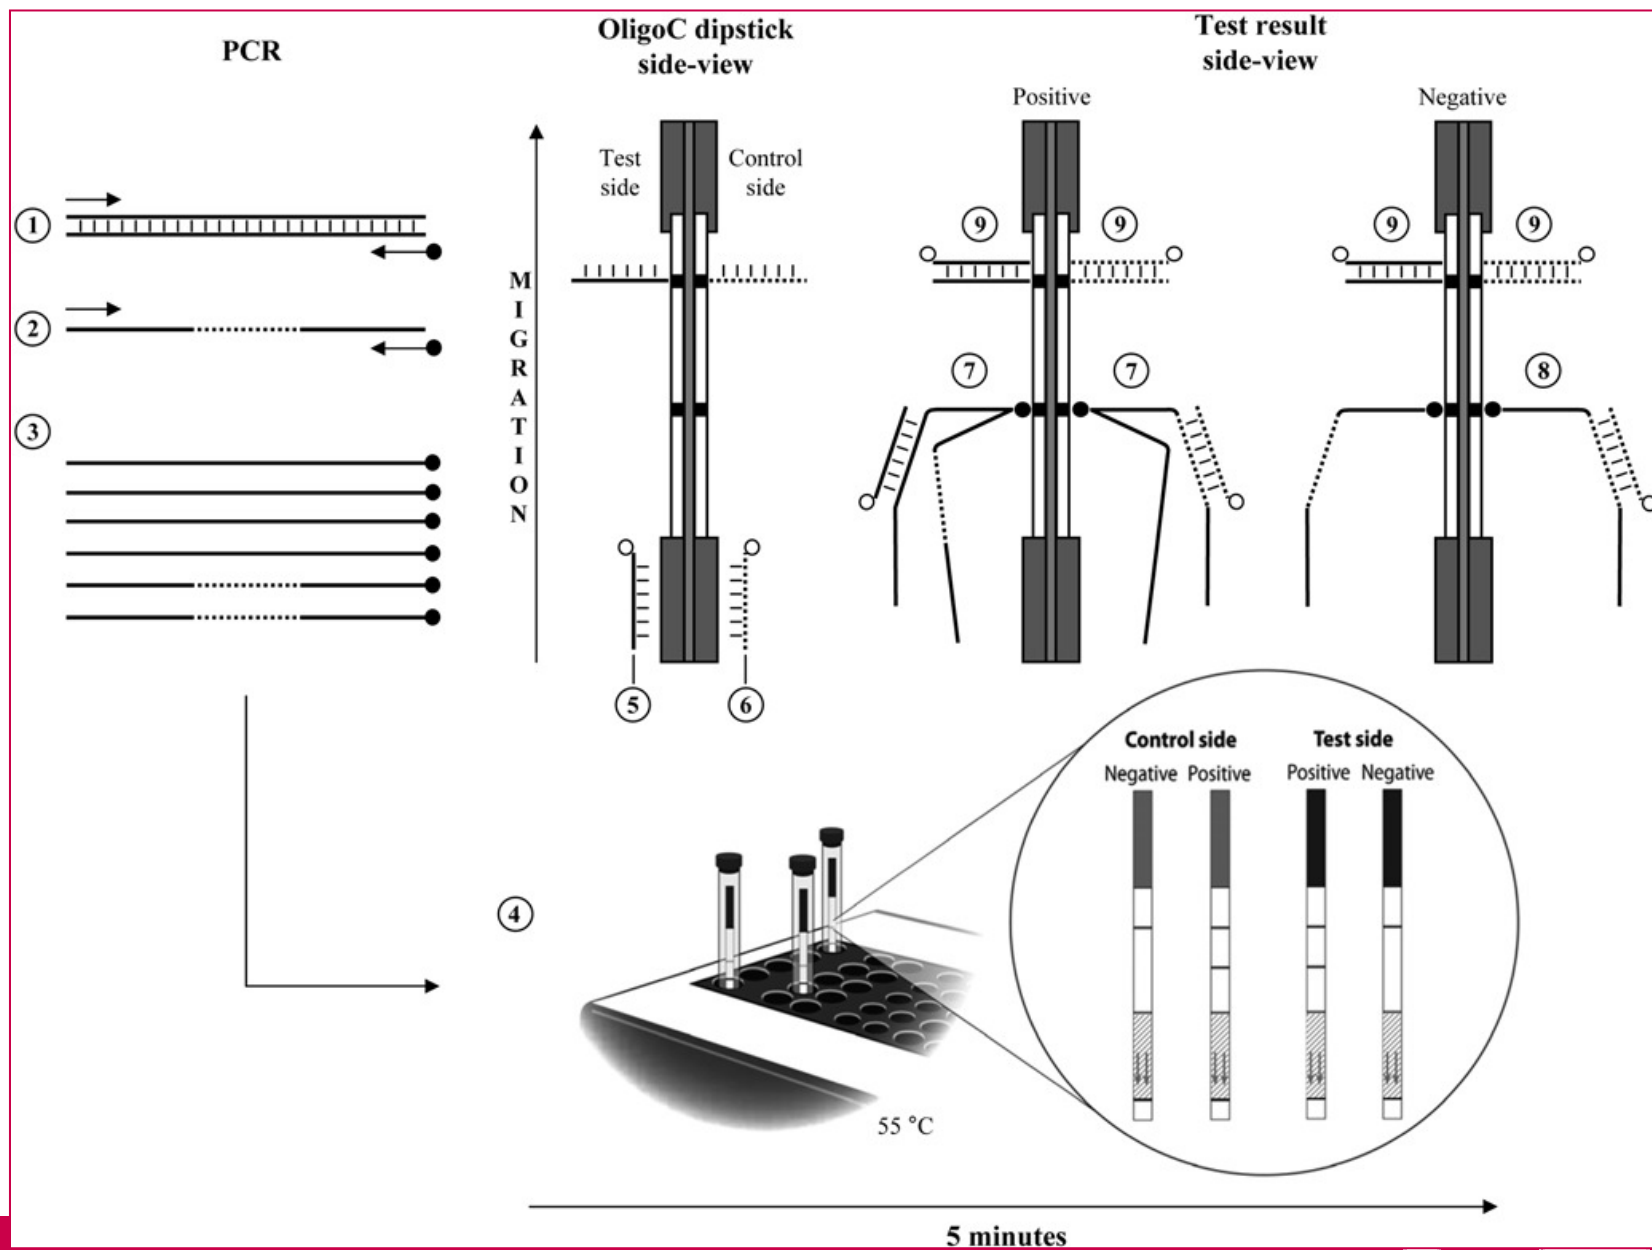 PCR
OligoC dipstick
side-view
Test result
side-view
Positive
Negative
Test
side
Control
side
1
2
3
MIGRATION
9
9
9
9
7
7
8
5
6
4
Control side
Test side
Negative Positive
Positive Negative
55 °C
5 minutes